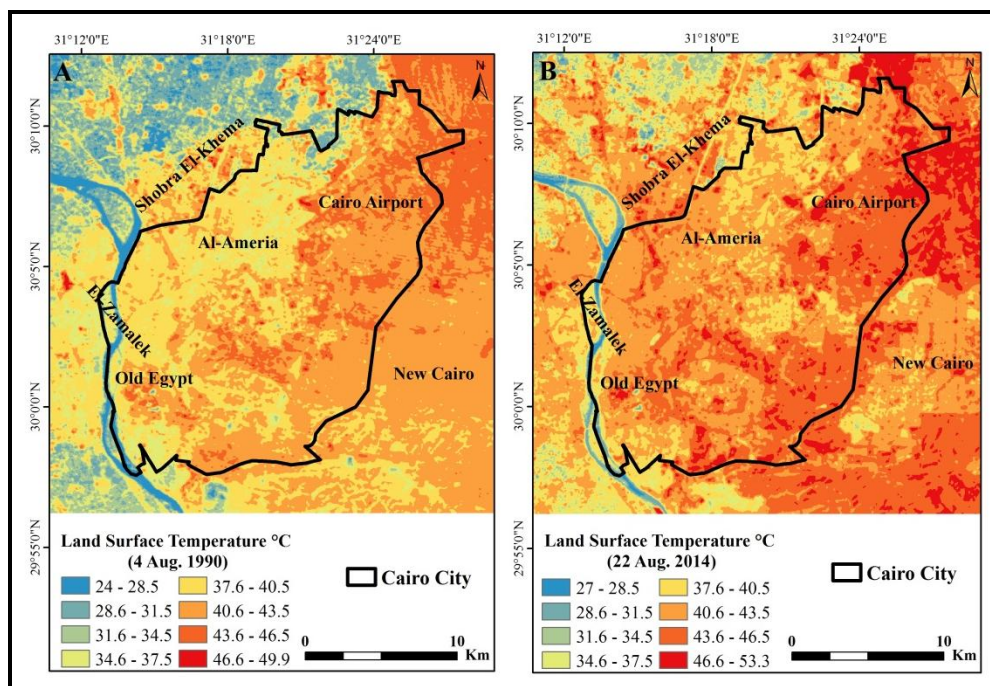 31°12'0"E 31°18'0"E 31°24'0"E
A
N
30°10'0"N
30°5'0"N
30°0'0"N
29°55'0"N
Shobra El-Khema
Cairo Airport
Al-Ameria
El Zamalek
Old Egypt
New Cairo
Land Surface Temperature °C
(4 Aug. 1990)
24 - 28.5 37.6 - 40.5
28.6 - 31.5 40.6 - 43.5
31.6 - 34.5 43.6 - 46.5
34.6 - 37.5 46.6 - 49.9
Cairo City
0 10
Km
31°12'0"E 31°18'0"E 31°24'0"E
B
N
30°10'0"N
30°5'0"N
30°0'0"N
29°55'0"N
Shobra El-Khema
Cairo Airport
Al-Ameria
El Zamalek
Old Egypt
New Cairo
Land Surface Temperature °C
(22 Aug. 2014)
27 - 28.5 37.6 - 40.5
28.6 - 31.5 40.6 - 43.5
31.6 - 34.5 43.6 - 46.5
34.6 - 37.5 46.6 - 53.3
Cairo City
0 10
Km